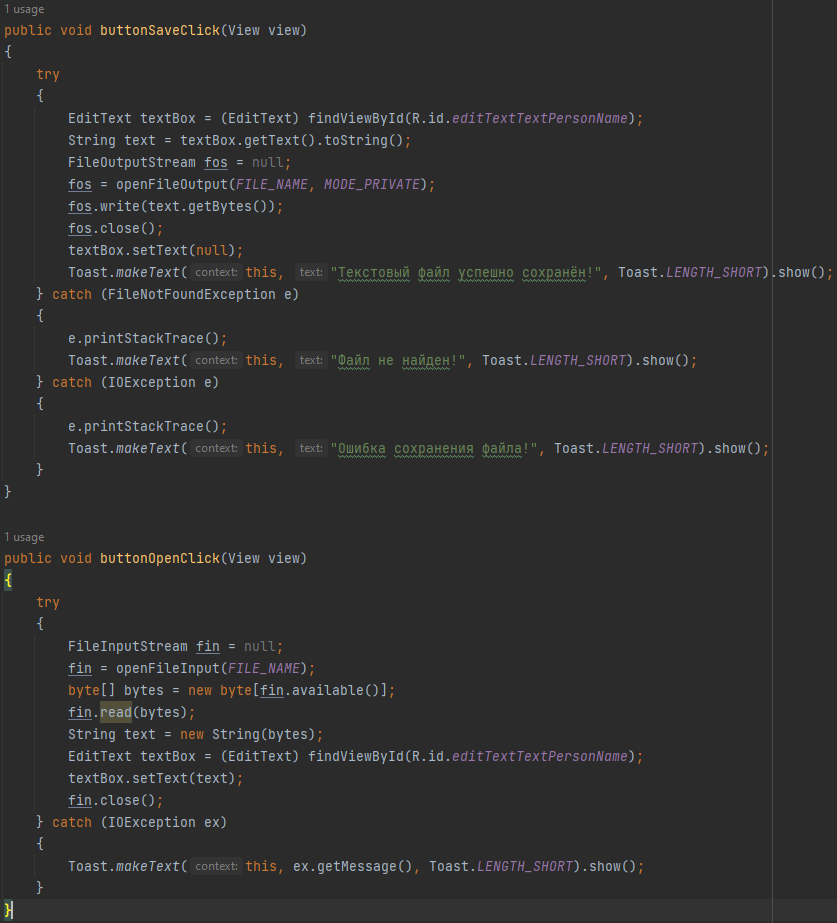 1 usage
public void buttonSaveClick(View view)
{
try
{
EditText textBox = (EditText) findViewById(R.id.editTextTextPersonName);
String text = textBox.getText().toString();
FileOutputStream fos = null;
fos = openFileOutput(FILE_NAME, MODE_PRIVATE);
fos.write(text.getBytes());
fos.close();
textBox.setText(null);
Toast.makeText( context: this, text: "Текстовый файл успешно сохранён!", Toast.LENGTH_SHORT).show();
} catch (FileNotFoundException e)
{
e.printStackTrace();
Toast.makeText( context: this, text: "Файл не найден!", Toast.LENGTH_SHORT).show();
} catch (IOException e)
{
e.printStackTrace();
Toast.makeText( context: this, text: "Ошибка сохранения файла!", Toast.LENGTH_SHORT).show();
}
}
1 usage
public void buttonOpenClick(View view)
{
try
{
FileInputStream fin = null;
fin = openFileInput(FILE_NAME);
byte[] bytes = new byte[fin.available()];
fin.read(bytes);
String text = new String(bytes);
EditText textBox = (EditText) findViewById(R.id.editTextTextPersonName);
textBox.setText(text);
fin.close();
} catch (IOException ex)
{
Toast.makeText( context: this, ex.getMessage(), Toast.LENGTH_SHORT).show();
}
}